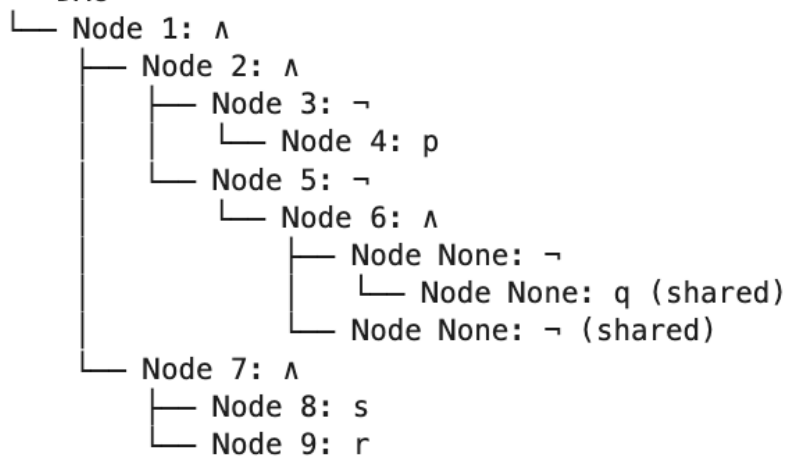 └── Node 1: ∧
├── Node 2: ∧
│ ├── Node 3: ¬
│ │ └── Node 4: p
│ └── Node 5: ¬
│ └── Node 6: ∧
│ ├── Node None: ¬
│ │ └── Node None: q (shared)
│ └── Node None: ¬ (shared)
└── Node 7: ∧
├── Node 8: s
└── Node 9: r